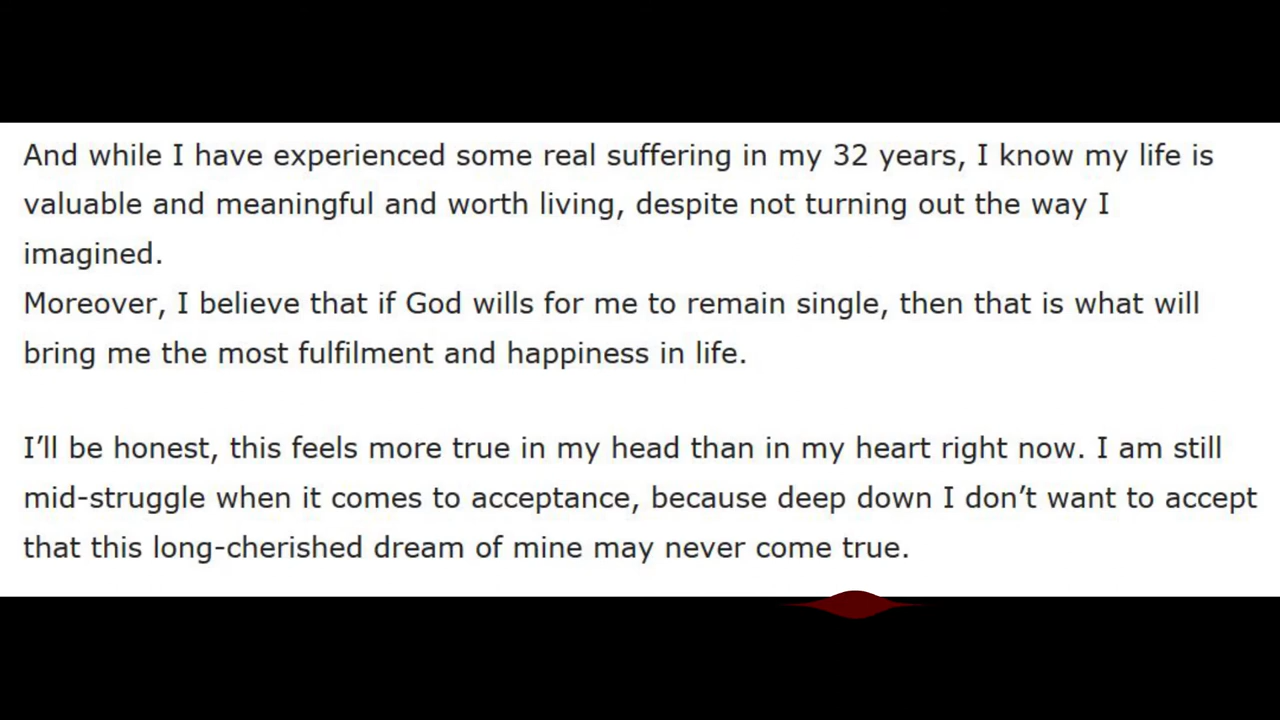 And while I have experienced some real suffering in my 32 years, I know my life is
valuable and meaningful and worth living, despite not turning out the way I
imagined.
Moreover, I believe that if God wills for me to remain single, then that is what will
bring me the most fulfilment and happiness in life.
I’ll be honest, this feels more true in my head than in my heart right now. I am still
mid-struggle when it comes to acceptance, because deep down I don’t want to accept
that this long-cherished dream of mine may never come true.